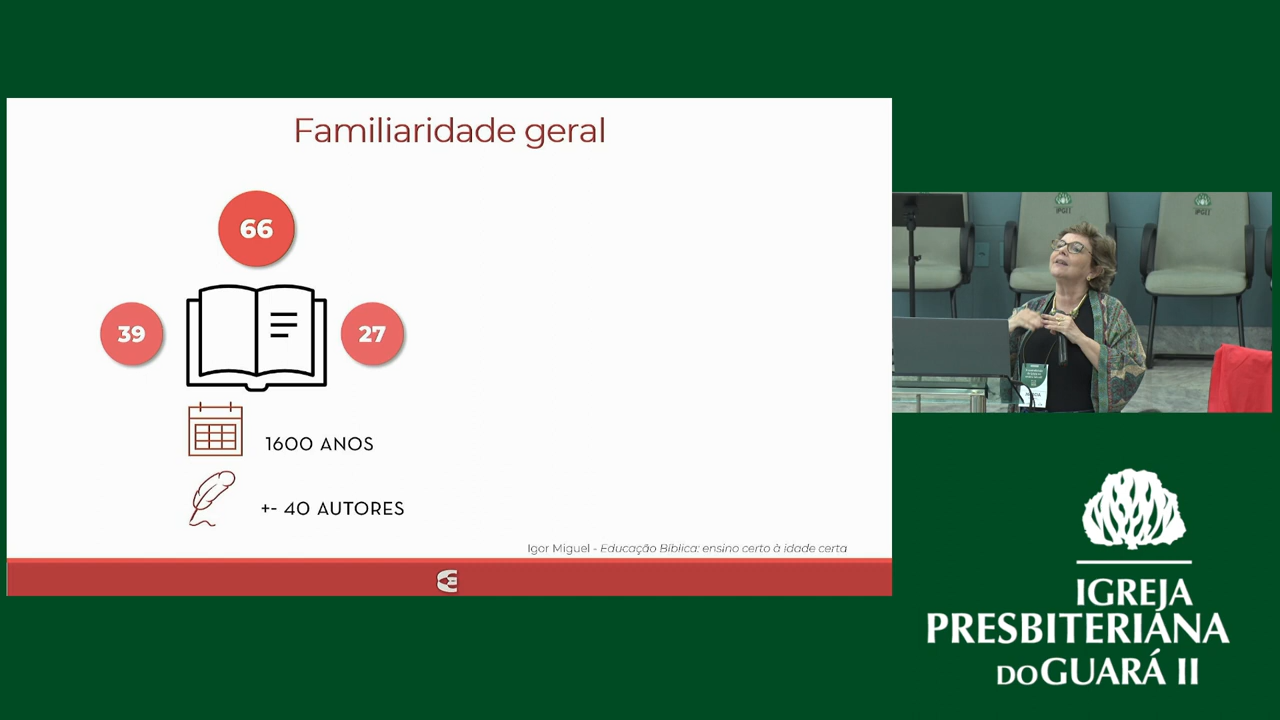 Familiaridade geral
66
39
27
1600 ANOS
+- 40 AUTORES
Igor Miguel - Educação Bíblica: ensino certo à idade certa
IGREJA
PRESBITERIANA
DO GUARÁ II